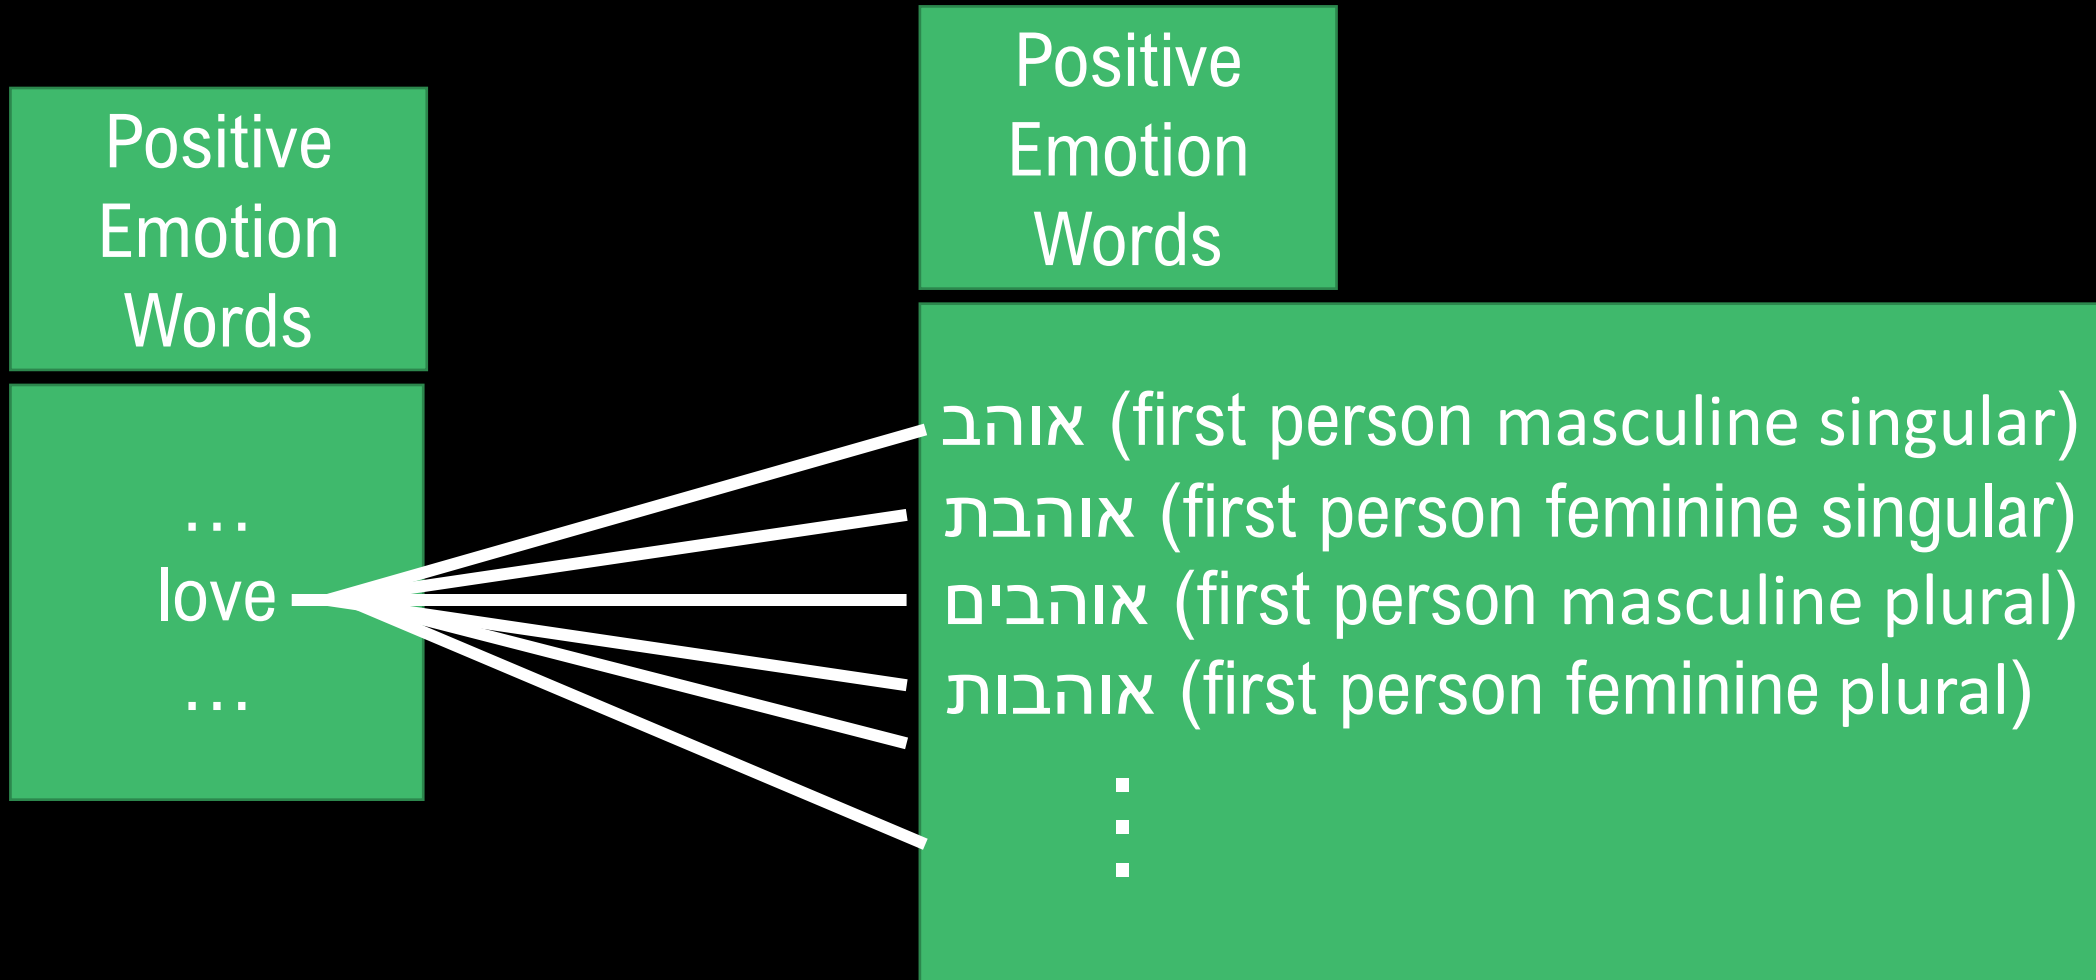 Positive
Emotion
Words
…
love
…
Positive
Emotion
Words
אוהב (first person masculine singular)
אוהבת (first person feminine singular)
אוהבים (first person masculine plural)
אוהבות (first person feminine plural)
⋮